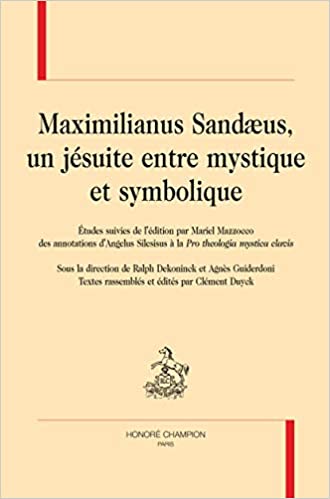 Maximilianus Sandæus,
un jésuite entre mystique
et symbolique
Études suivies de l'édition par Mariel Mazzocco
des annotations d'Angelus Silesisus à la Pro theologia mystica clavis
Sous la direction de Ralph Dekoninck et Agnès Guiderdoni
Textes rassemblés et édités par Clément Duyck
HONORÉ CHAMPION
PARIS